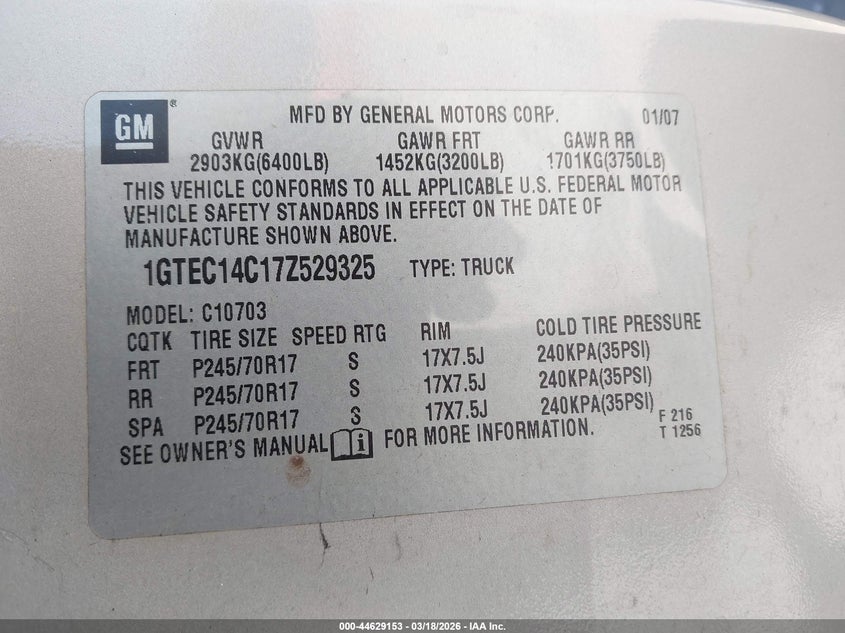 GM ® MFD BY GENERAL MOTORS CORP. 01/07
GVWR GAWR FRT GAWR RR
2903KG(6400LB) 1452KG(3200LB) 1701KG(3750LB)
THIS VEHICLE CONFORMS TO ALL APPLICABLE U.S. FEDERAL MOTOR
VEHICLE SAFETY STANDARDS IN EFFECT ON THE DATE OF
MANUFACTURE SHOWN ABOVE.
1GTEC14C17Z529325 TYPE: TRUCK
MODEL: C10703
CQTK TIRE SIZE SPEED RTG RIM COLD TIRE PRESSURE
FRT P245/70R17 S 17X7.5J 240KPA(35PSI)
RR P245/70R17 S 17X7.5J 240KPA(35PSI)
SPA P245/70R17 S 17X7.5J 240KPA(35PSI)
F 216
SEE OWNER'S MANUAL i FOR MORE INFORMATION.
T 1256
000-44629153 - 03/18/2026 - IAA Inc.